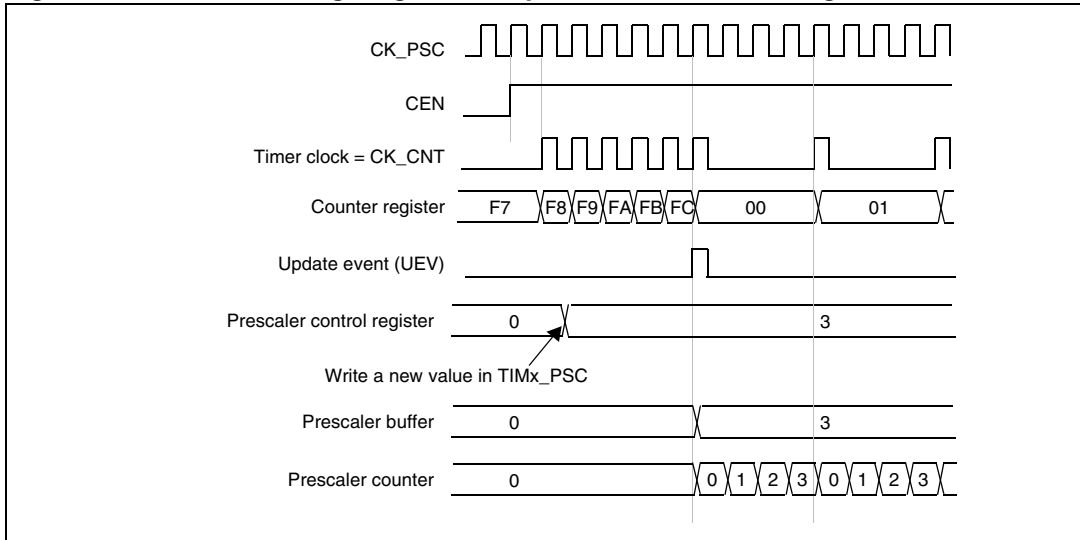 CK_PSC
CEN
Timer clock = CK_CNT
Counter register F7 F8 F9 FA FB FC 00 01
Update event (UEV)
Prescaler control register 0 3
Write a new value in TIMx_PSC
Prescaler buffer 0 3
Prescaler counter 0 0 1 2 3 0 1 2 3